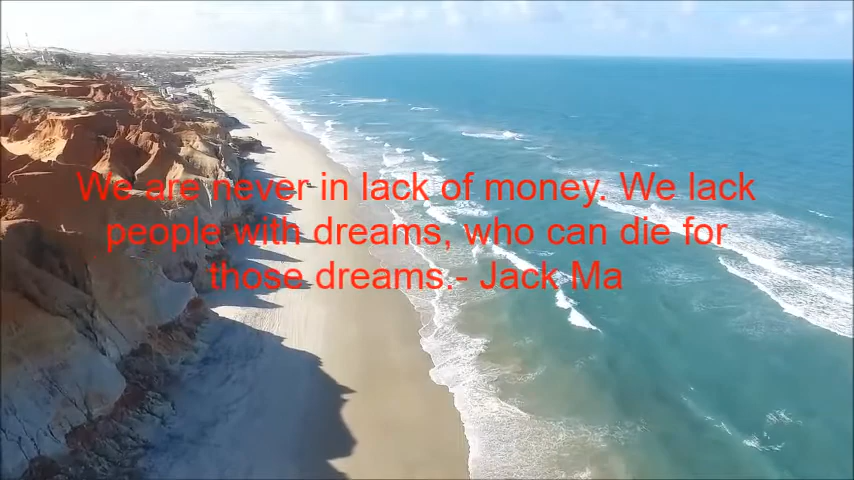 We are never in lack of money. We lack
people with dreams, who can die for
those dreams.- Jack Ma